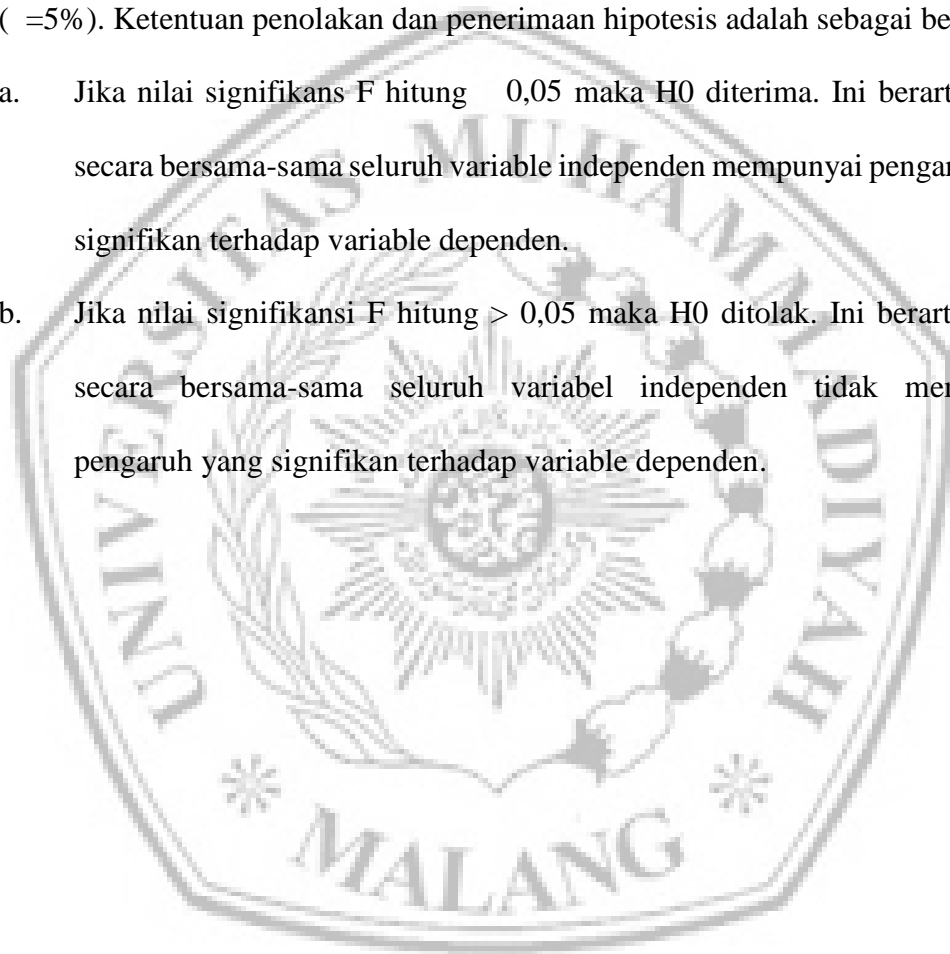 ( =5%). Ketentuan penolakan dan penerimaan hipotesis adalah sebagai be
a. Jika nilai signifikans F hitung 0,05 maka H0 diterima. Ini berart
secara bersama-sama seluruh variable independen mempunyai pengar
signifikan terhadap variable dependen.
b. Jika nilai signifikansi F hitung > 0,05 maka H0 ditolak. Ini berart
secara bersama-sama seluruh variabel independen tidak mer
pengaruh yang signifikan terhadap variable dependen.
UNIVERSITAS MUHAMMADIYAH
MALANG